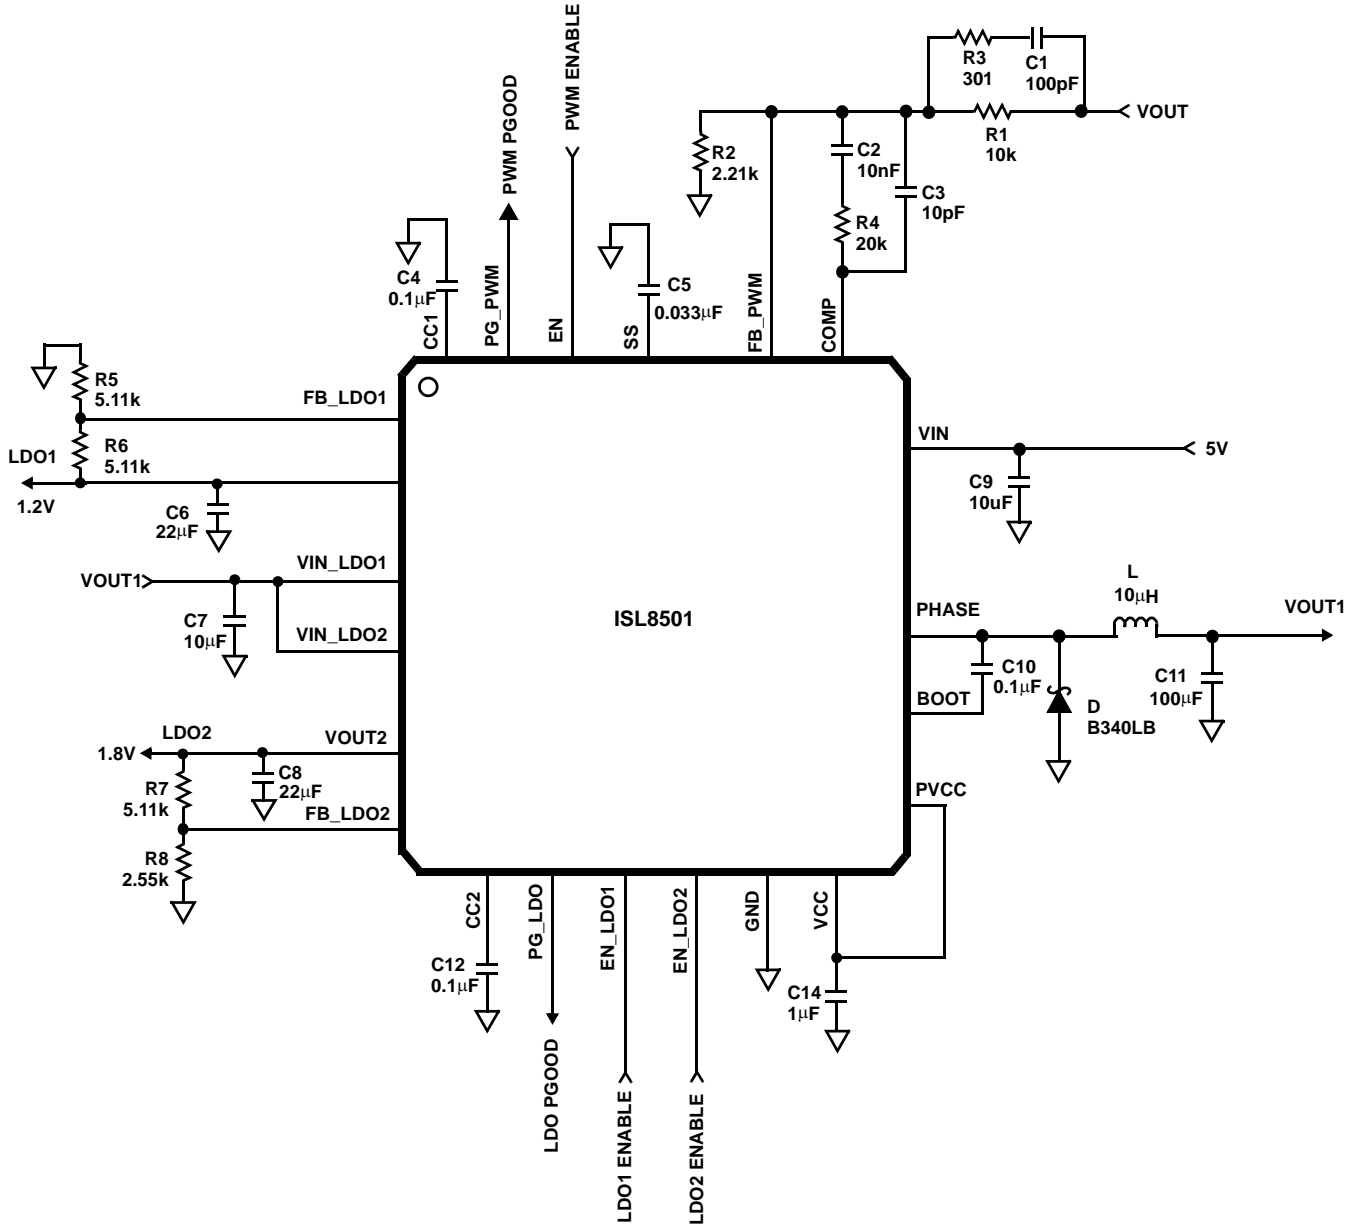 PWM ENABLE
PWM PGOOD
R3
301
C1
100pF
VOUT
R1
10k
R2
2.21k
C2
10nF
C3
10pF
R4
20k
C4
0.1µF
C5
0.033µF
CC1
PG_PWM
EN
SS
FB_PWM
COMP
R5
5.11k
FB_LDO1
R6
5.11k
LDO1
1.2V
C6
22µF
VIN
5V
C9
10uF
VOUT1
VIN_LDO1
C7
10µF
VIN_LDO2
ISL8501
PHASE
L
10µH
VOUT1
C10
0.1µF
BOOT
C11
100µF
D
B340LB
LDO2
1.8V
VOUT2
C8
22µF
R7
5.11k
FB_LDO2
R8
2.55k
PVCC
CC2
PG_LDO
EN_LDO1
EN_LDO2
GND
VCC
C12
0.1µF
C14
1µF
LDO PGOOD
LDO1 ENABLE
LDO2 ENABLE